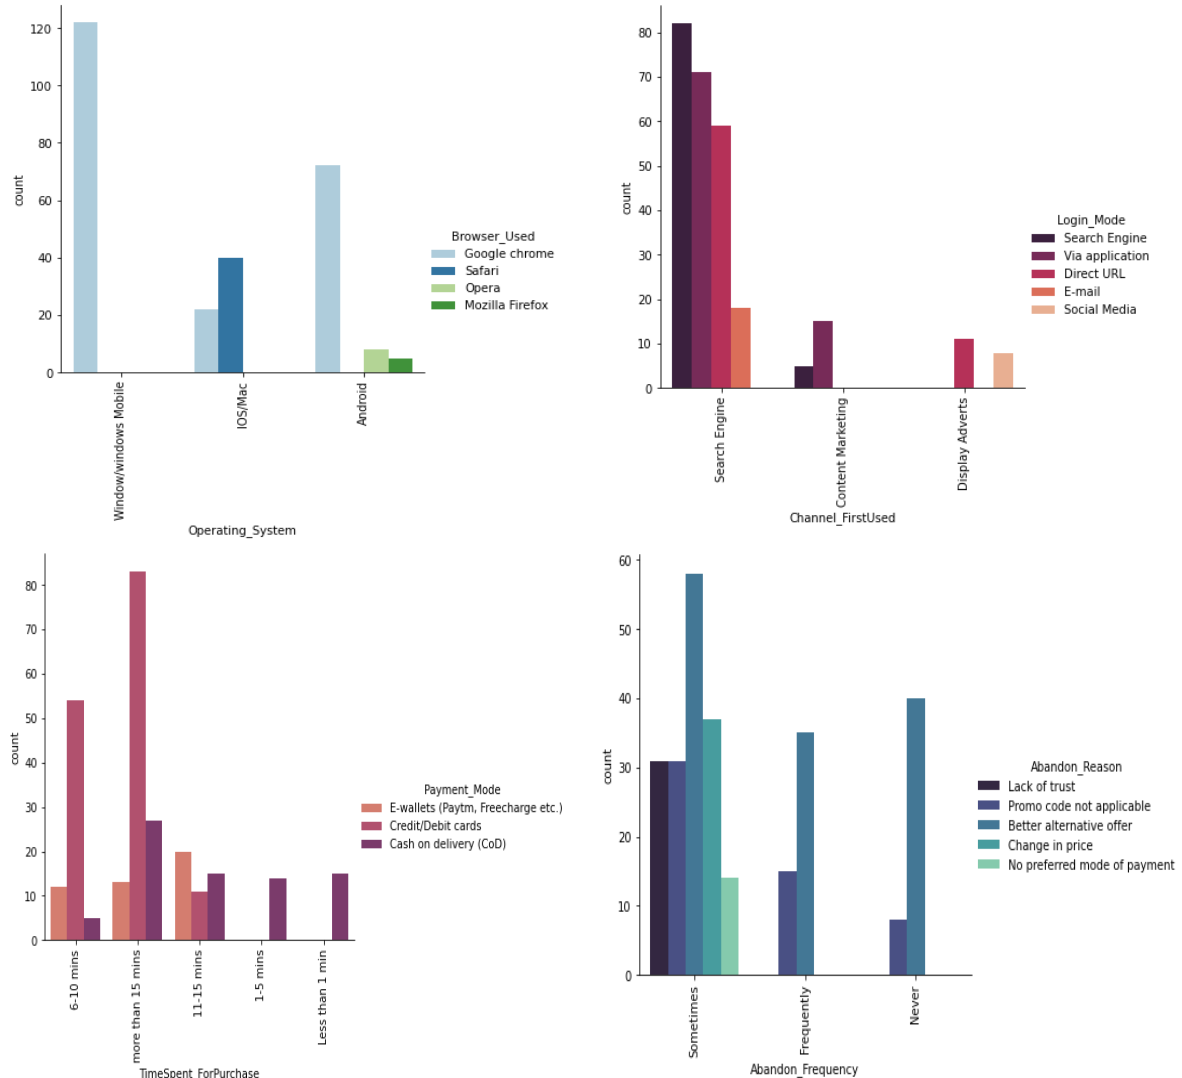 120
100
80
60
40
20
0
count
Window/windows Mobile
IOS/Mac
Android
Operating_System
Browser_Used
Google chrome
Safari
Opera
Mozilla Firefox
80
70
60
50
40
30
20
10
0
count
Search Engine
Content Marketing
Display Adverts
Channel_FirstUsed
Login_Mode
Search Engine
Via application
Direct URL
E-mail
Social Media
80
70
60
50
40
30
20
10
0
count
6-10 mins
more than 15 mins
11-15 mins
1-5 mins
Less than 1 min
TimeSpent_ForPurchase
Payment_Mode
E-wallets (Paytm, Freecharge etc.)
Credit/Debit cards
Cash on delivery (CoD)
60
50
40
30
20
10
0
count
Sometimes
Frequently
Never
Abandon_Frequency
Abandon_Reason
Lack of trust
Promo code not applicable
Better alternative offer
Change in price
No preferred mode of payment